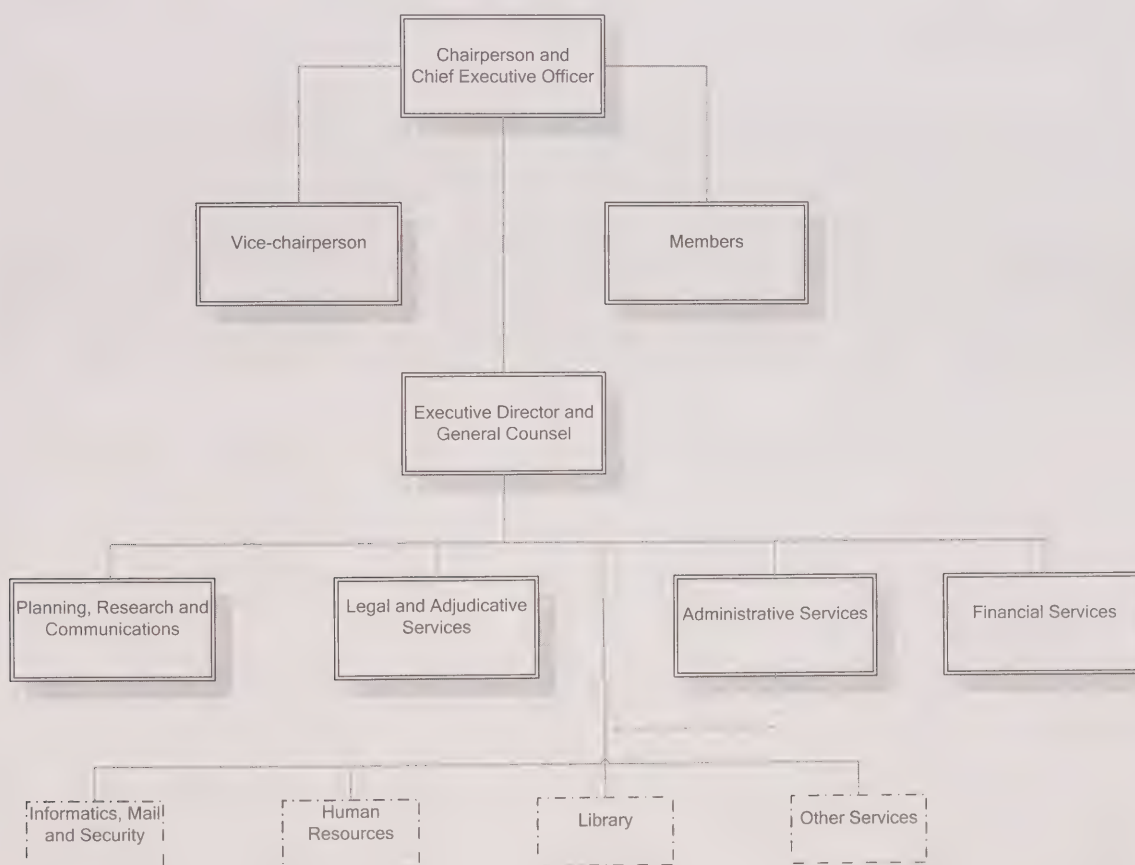 Chairperson and
Chief Executive Officer
Vice-chairperson
Members
Executive Director and
General Counsel
Planning, Research and
Communications
Legal and Adjudicative
Services
Administrative Services
Financial Services
Informatics, Mail
and Security
Human
Resources
Library
Other Services